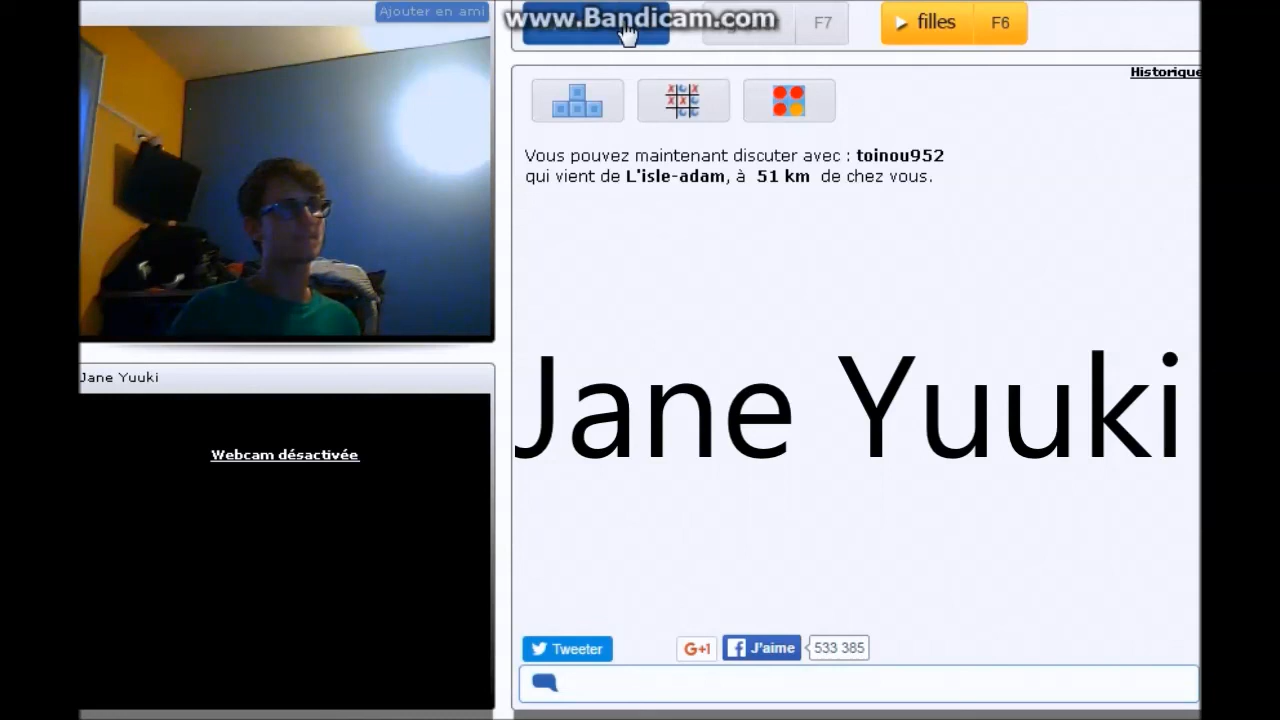 Ajouter en ami
www.Bandicam.com
F7
filles F6
Historique
Vous pouvez maintenant discuter avec : toinou952
qui vient de L'isle-adam, à 51 km de chez vous.
Jane Yuuki
Jane Yuuki
Webcam désactivée
Tweeter
G+1
J'aime
533 385